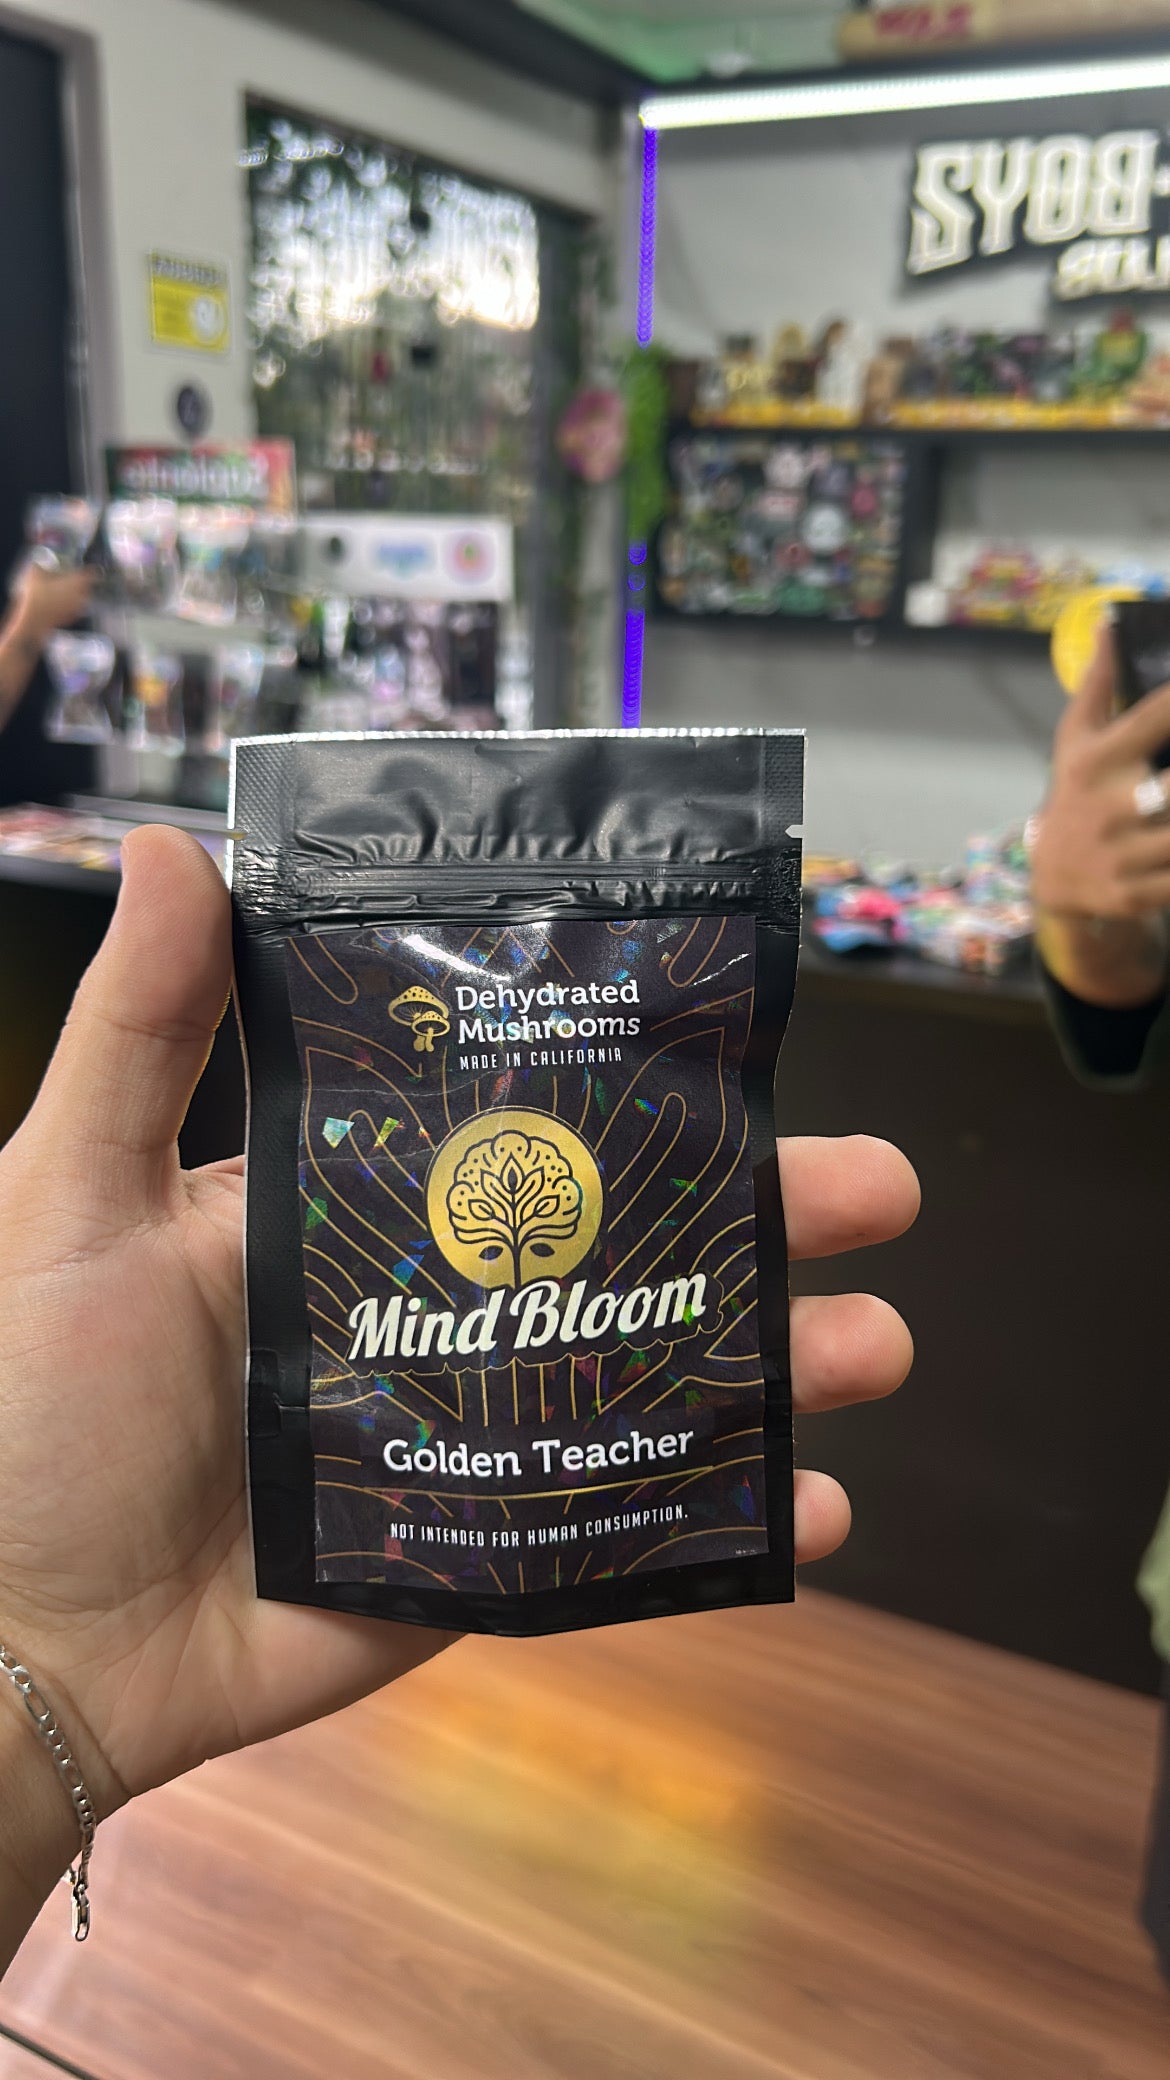 Dehydrated
Mushrooms
MADE IN CALIFORNIA
Mind Bloom
Golden Teacher
NOT INTENDED FOR HUMAN CONSUMPTION.